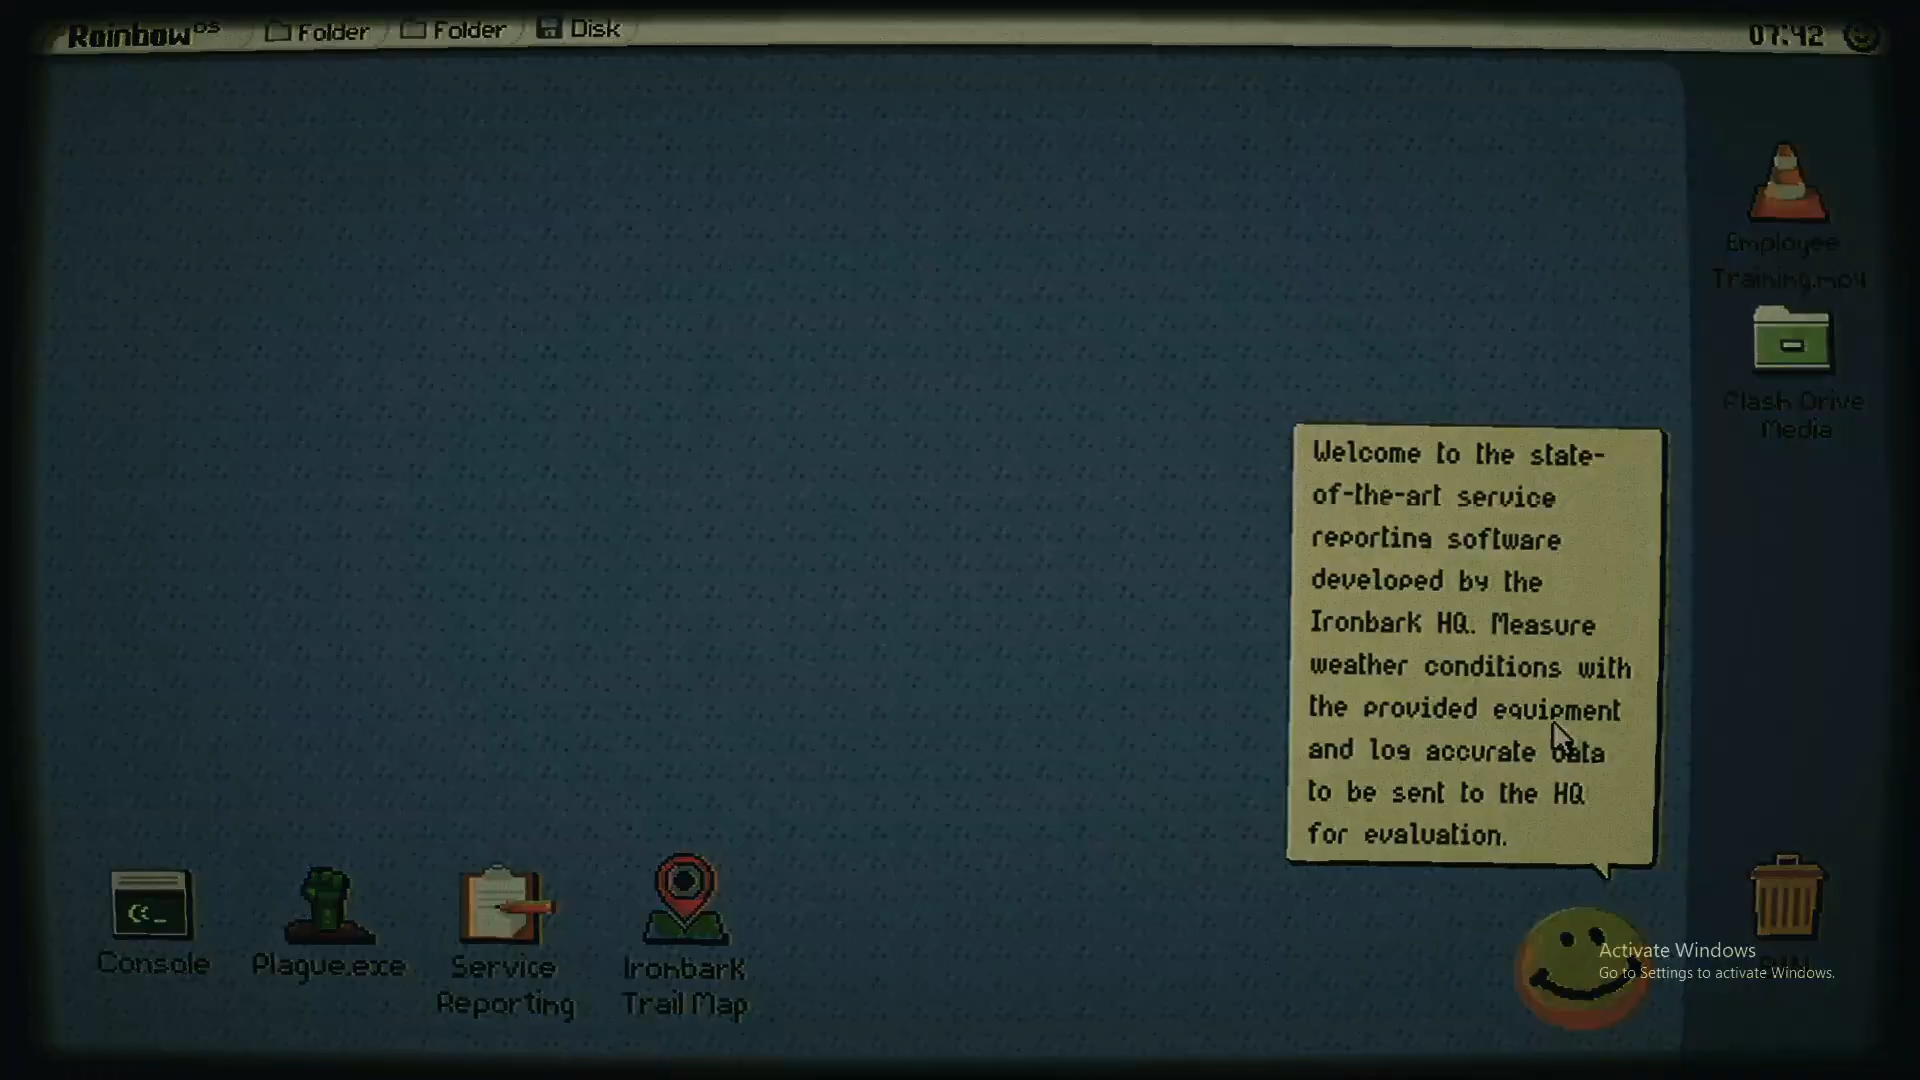 Rainbow OS
Folder
Folder
Disk
07:42
Employee
Training.mp4
Flash Drive
Media
Welcome to the state-
of-the-art service
reporting software
developed by the
Ironbark HQ. Measure
weather conditions with
the provided equipment
and log accurate data
to be sent to the HQ
for evaluation.
Console
Plague.exe
Service
Reporting
Ironbark
Trail Map
Activate Windows
Go to Settings to activate Windows.